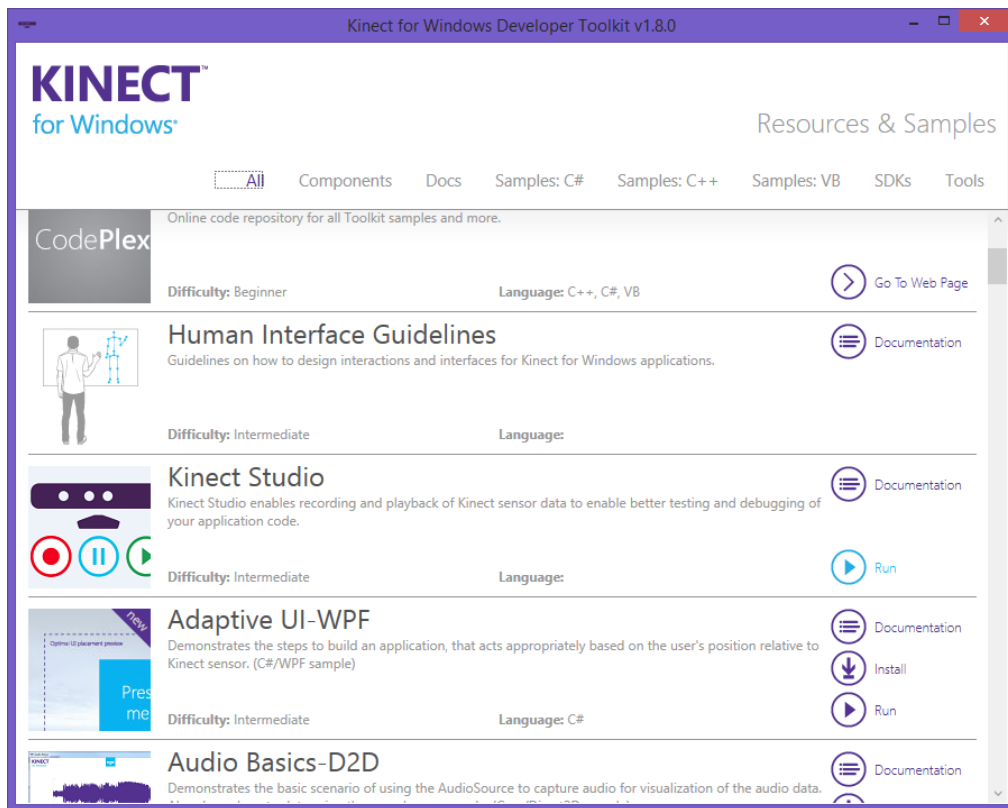 Kinect for Windows Developer Toolkit v1.8.0
KINECT™
for Windows®
Resources & Samples
All Components Docs Samples: C# Samples: C++ Samples: VB SDKs Tools
CodePlex
Online code repository for all Toolkit samples and more.
Difficulty: Beginner Language: C++, C#, VB
Go To Web Page
Human Interface Guidelines
Guidelines on how to design interactions and interfaces for Kinect for Windows applications.
Documentation
Difficulty: Intermediate Language:
Kinect Studio
Kinect Studio enables recording and playback of Kinect sensor data to enable better testing and debugging of
your application code.
Documentation
Difficulty: Intermediate Language:
Run
new
Optimal UI placement preview
Pres
me
Adaptive UI-WPF
Demonstrates the steps to build an application, that acts appropriately based on the user's position relative to
Kinect sensor. (C#/WPF sample)
Documentation
Install
Difficulty: Intermediate Language: C#
Run
KINECT
Audio Basics-D2D
Demonstrates the basic scenario of using the AudioSource to capture audio for visualization of the audio data.
Documentation